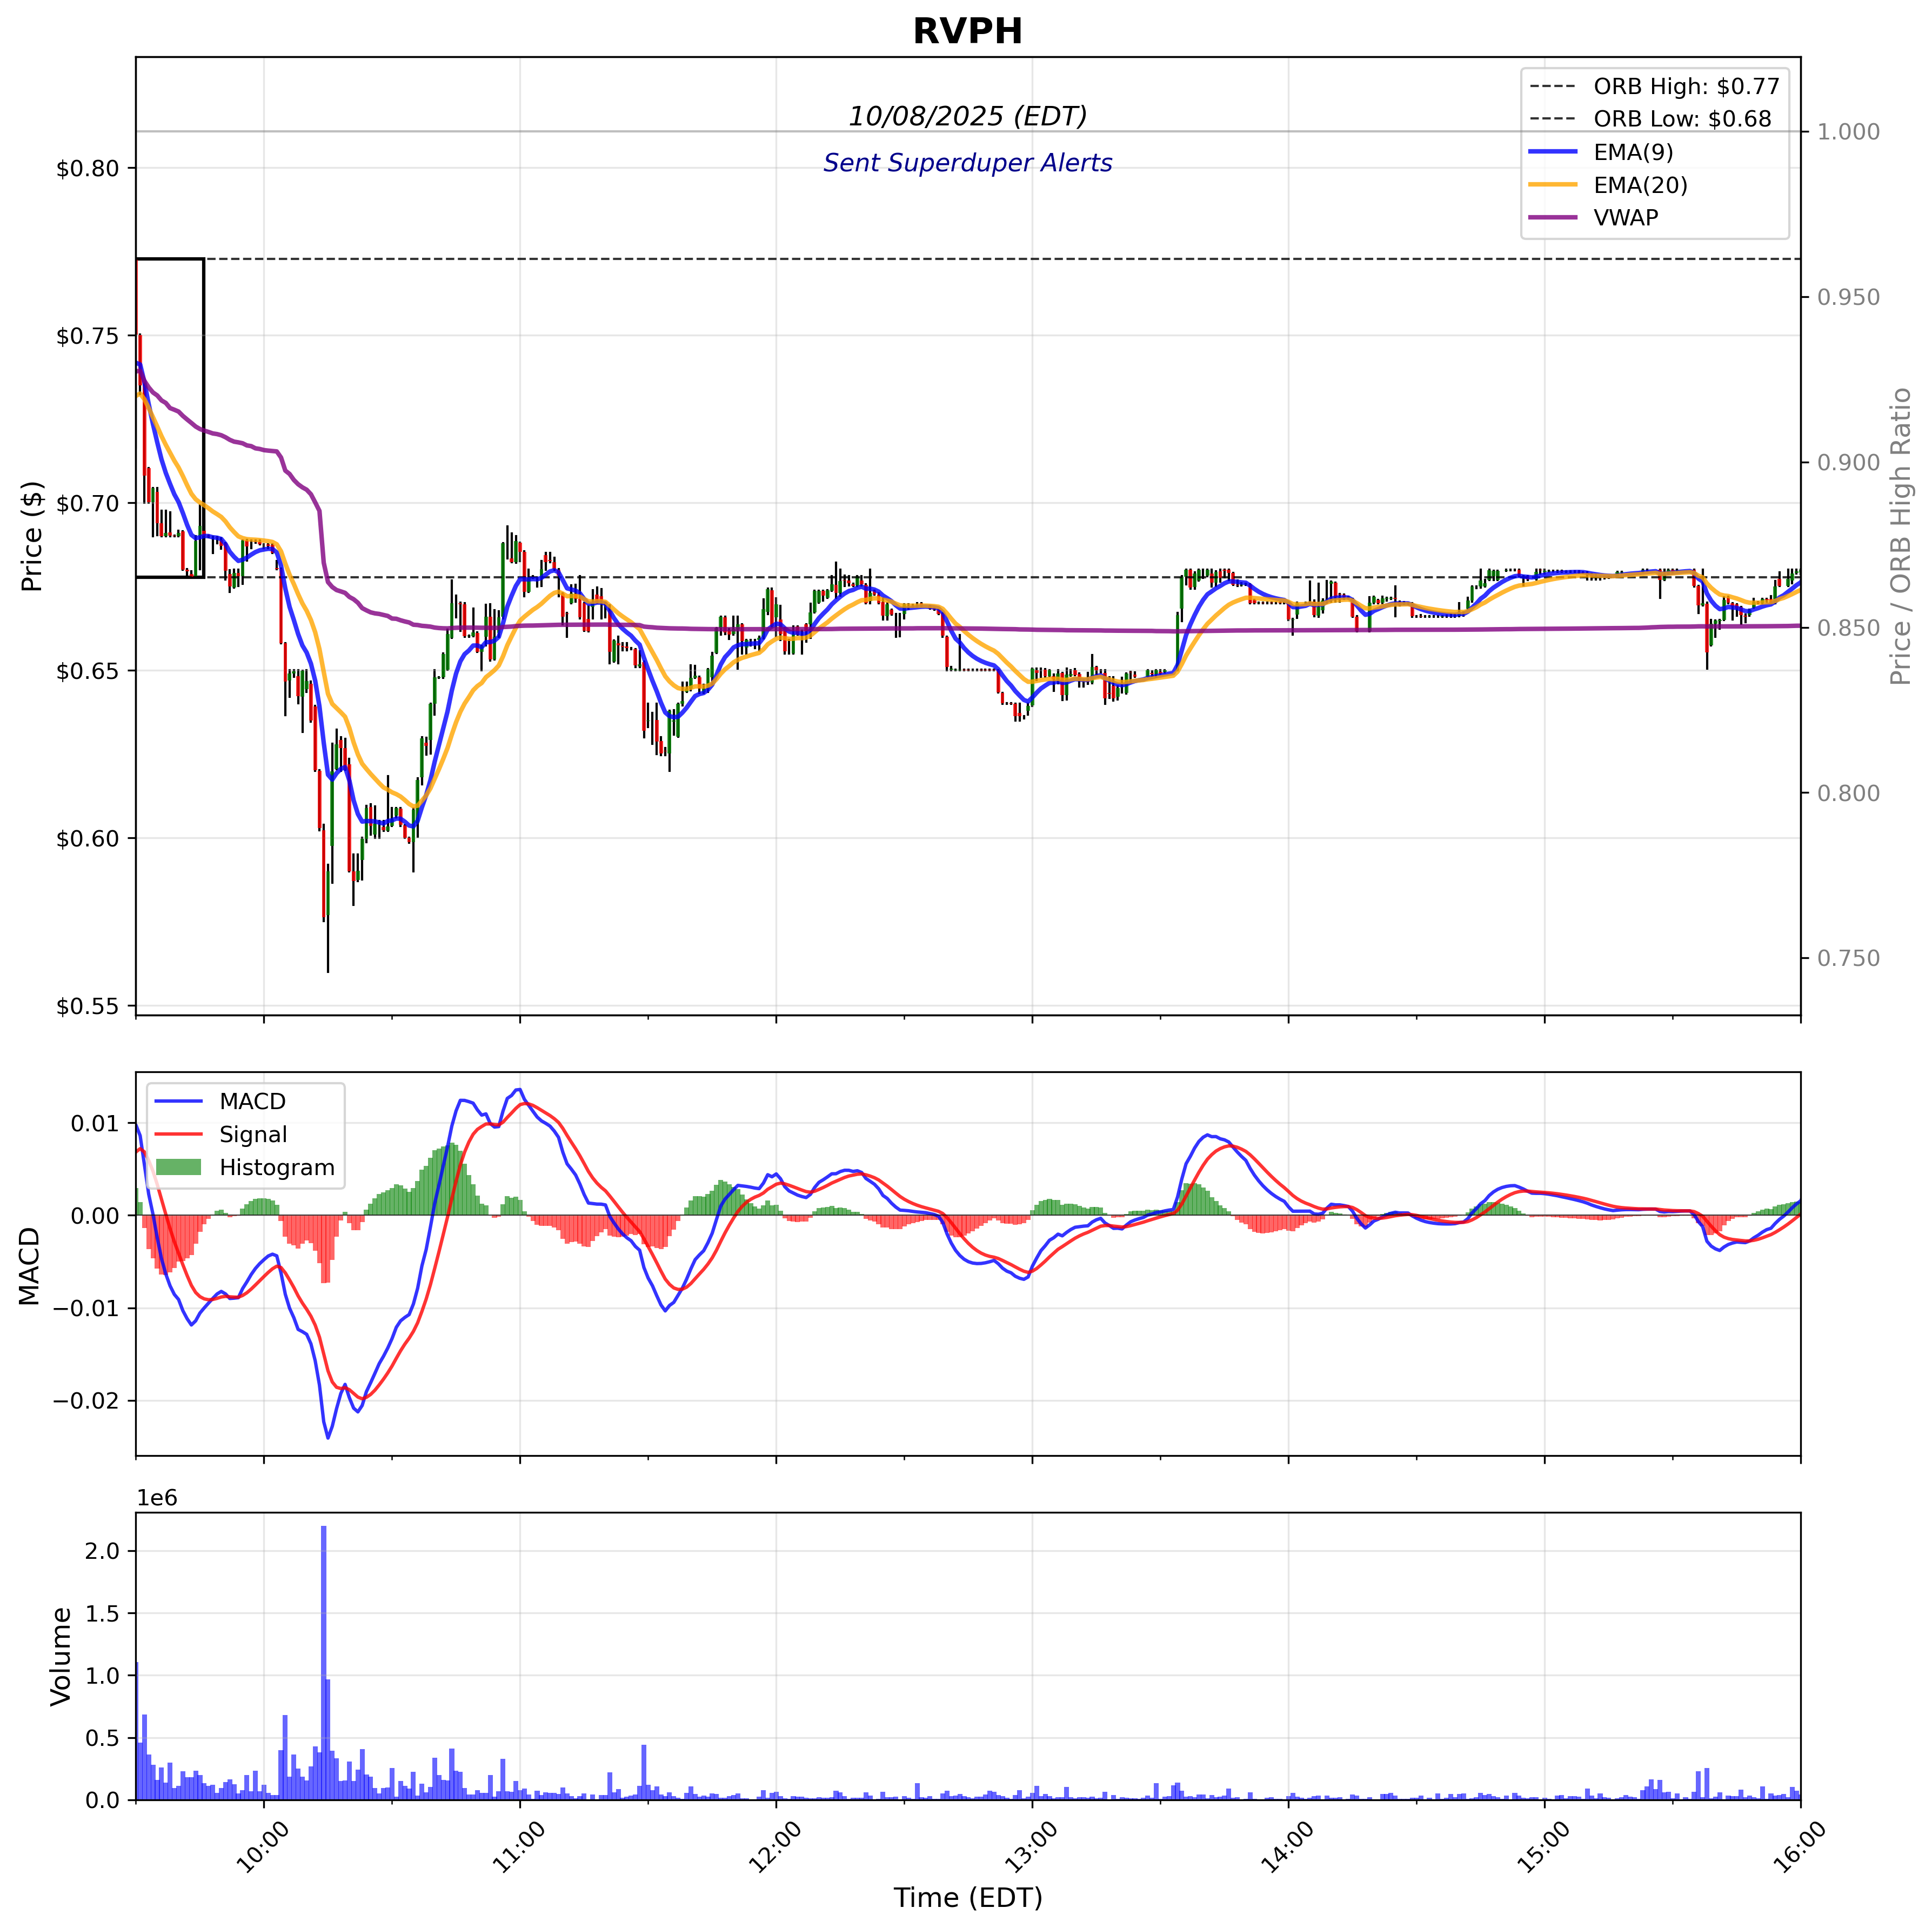 RVPH
10/08/2025 (EDT)
Sent Superduper Alerts
ORB High: $0.77
ORB Low: $0.68
EMA(9)
EMA(20)
VWAP
Price ($)
$0.80
$0.75
$0.70
$0.65
$0.60
$0.55
Price / ORB High Ratio
1.000
0.950
0.900
0.850
0.800
0.750
MACD
Signal
Histogram
MACD
0.01
0.00
−0.01
−0.02
1e6
Volume
2.0
1.5
1.0
0.5
0.0
10:00
11:00
12:00
13:00
14:00
15:00
16:00
Time (EDT)